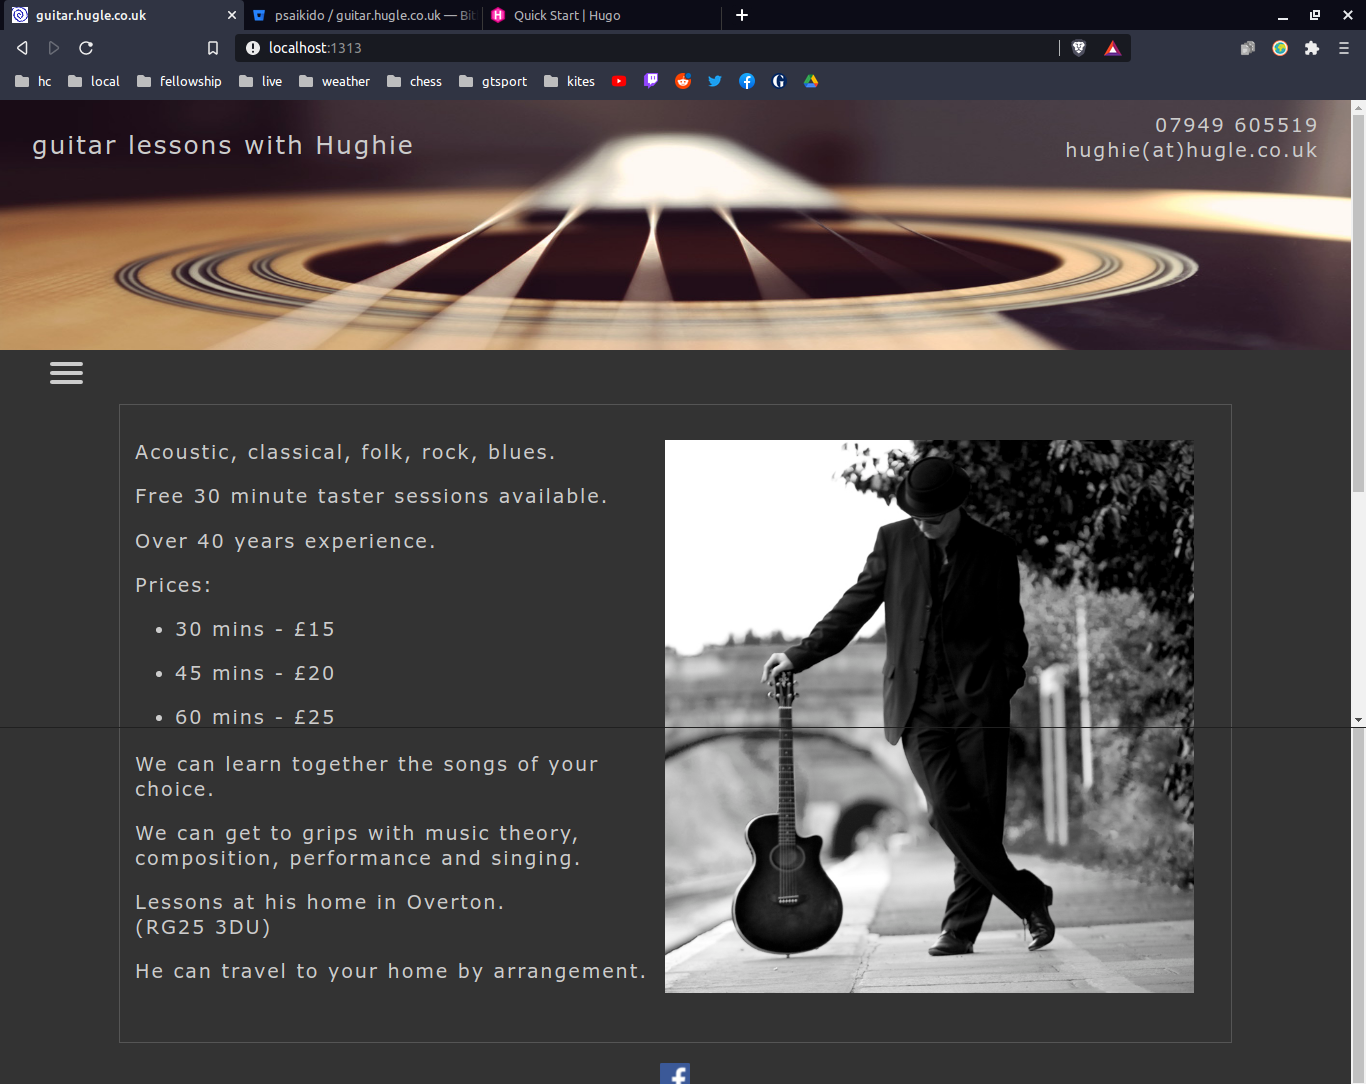 guitar.hugle.co.uk
psaikido / guitar.hugle.co.uk — Bit
Quick Start | Hugo
localhost:1313
hc
local
fellowship
live
weather
chess
gtsport
kites
guitar lessons with Hughie
07949 605519
hughie(at)hugle.co.uk
Acoustic, classical, folk, rock, blues.
Free 30 minute taster sessions available.
Over 40 years experience.
Prices:
• 30 mins - £15
• 45 mins - £20
• 60 mins - £25
We can learn together the songs of your
choice.
We can get to grips with music theory,
composition, performance and singing.
Lessons at his home in Overton.
(RG25 3DU)
He can travel to your home by arrangement.